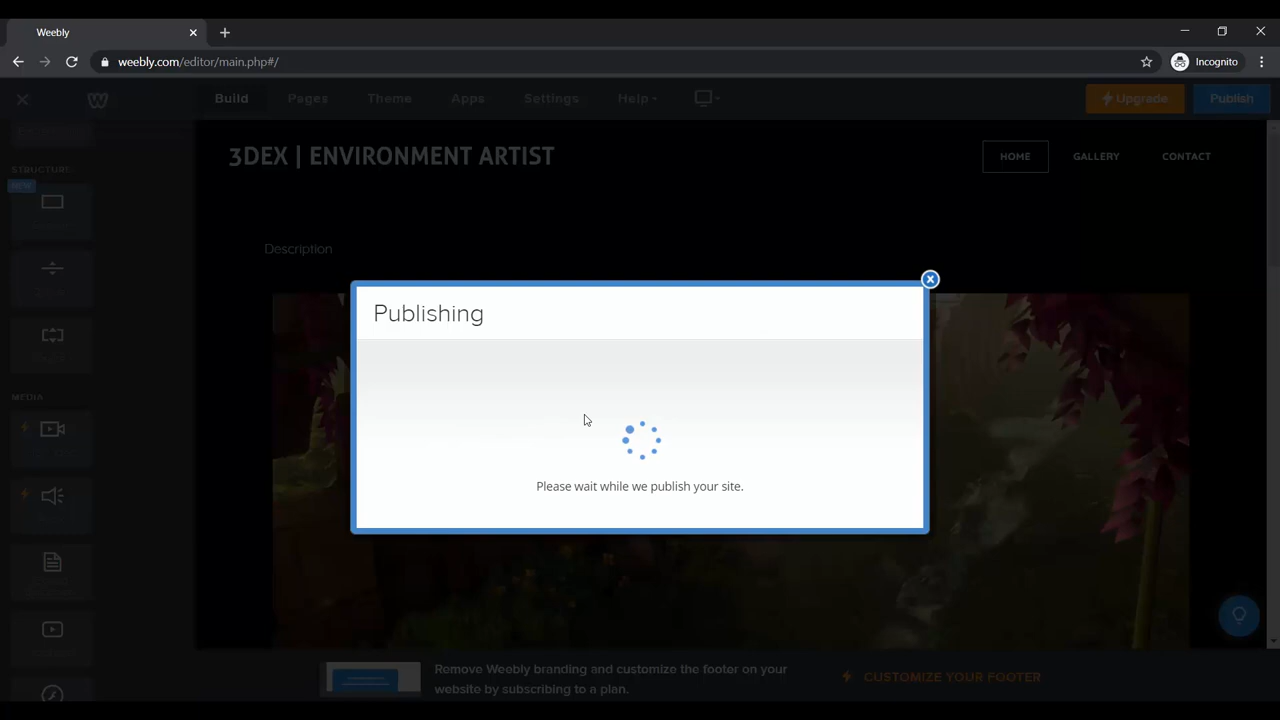 Weebly
weebly.com/editor/main.php#/
Incognito
Build
Pages
Theme
Apps
Settings
Help
Upgrade
Publish
STRUCTURE
NEW
MEDIA
3DEX | ENVIRONMENT ARTIST
HOME
GALLERY
CONTACT
Description
Publishing
Please wait while we publish your site.
Remove Weebly branding and customize the footer on your
website by subscribing to a plan.
CUSTOMIZE YOUR FOOTER